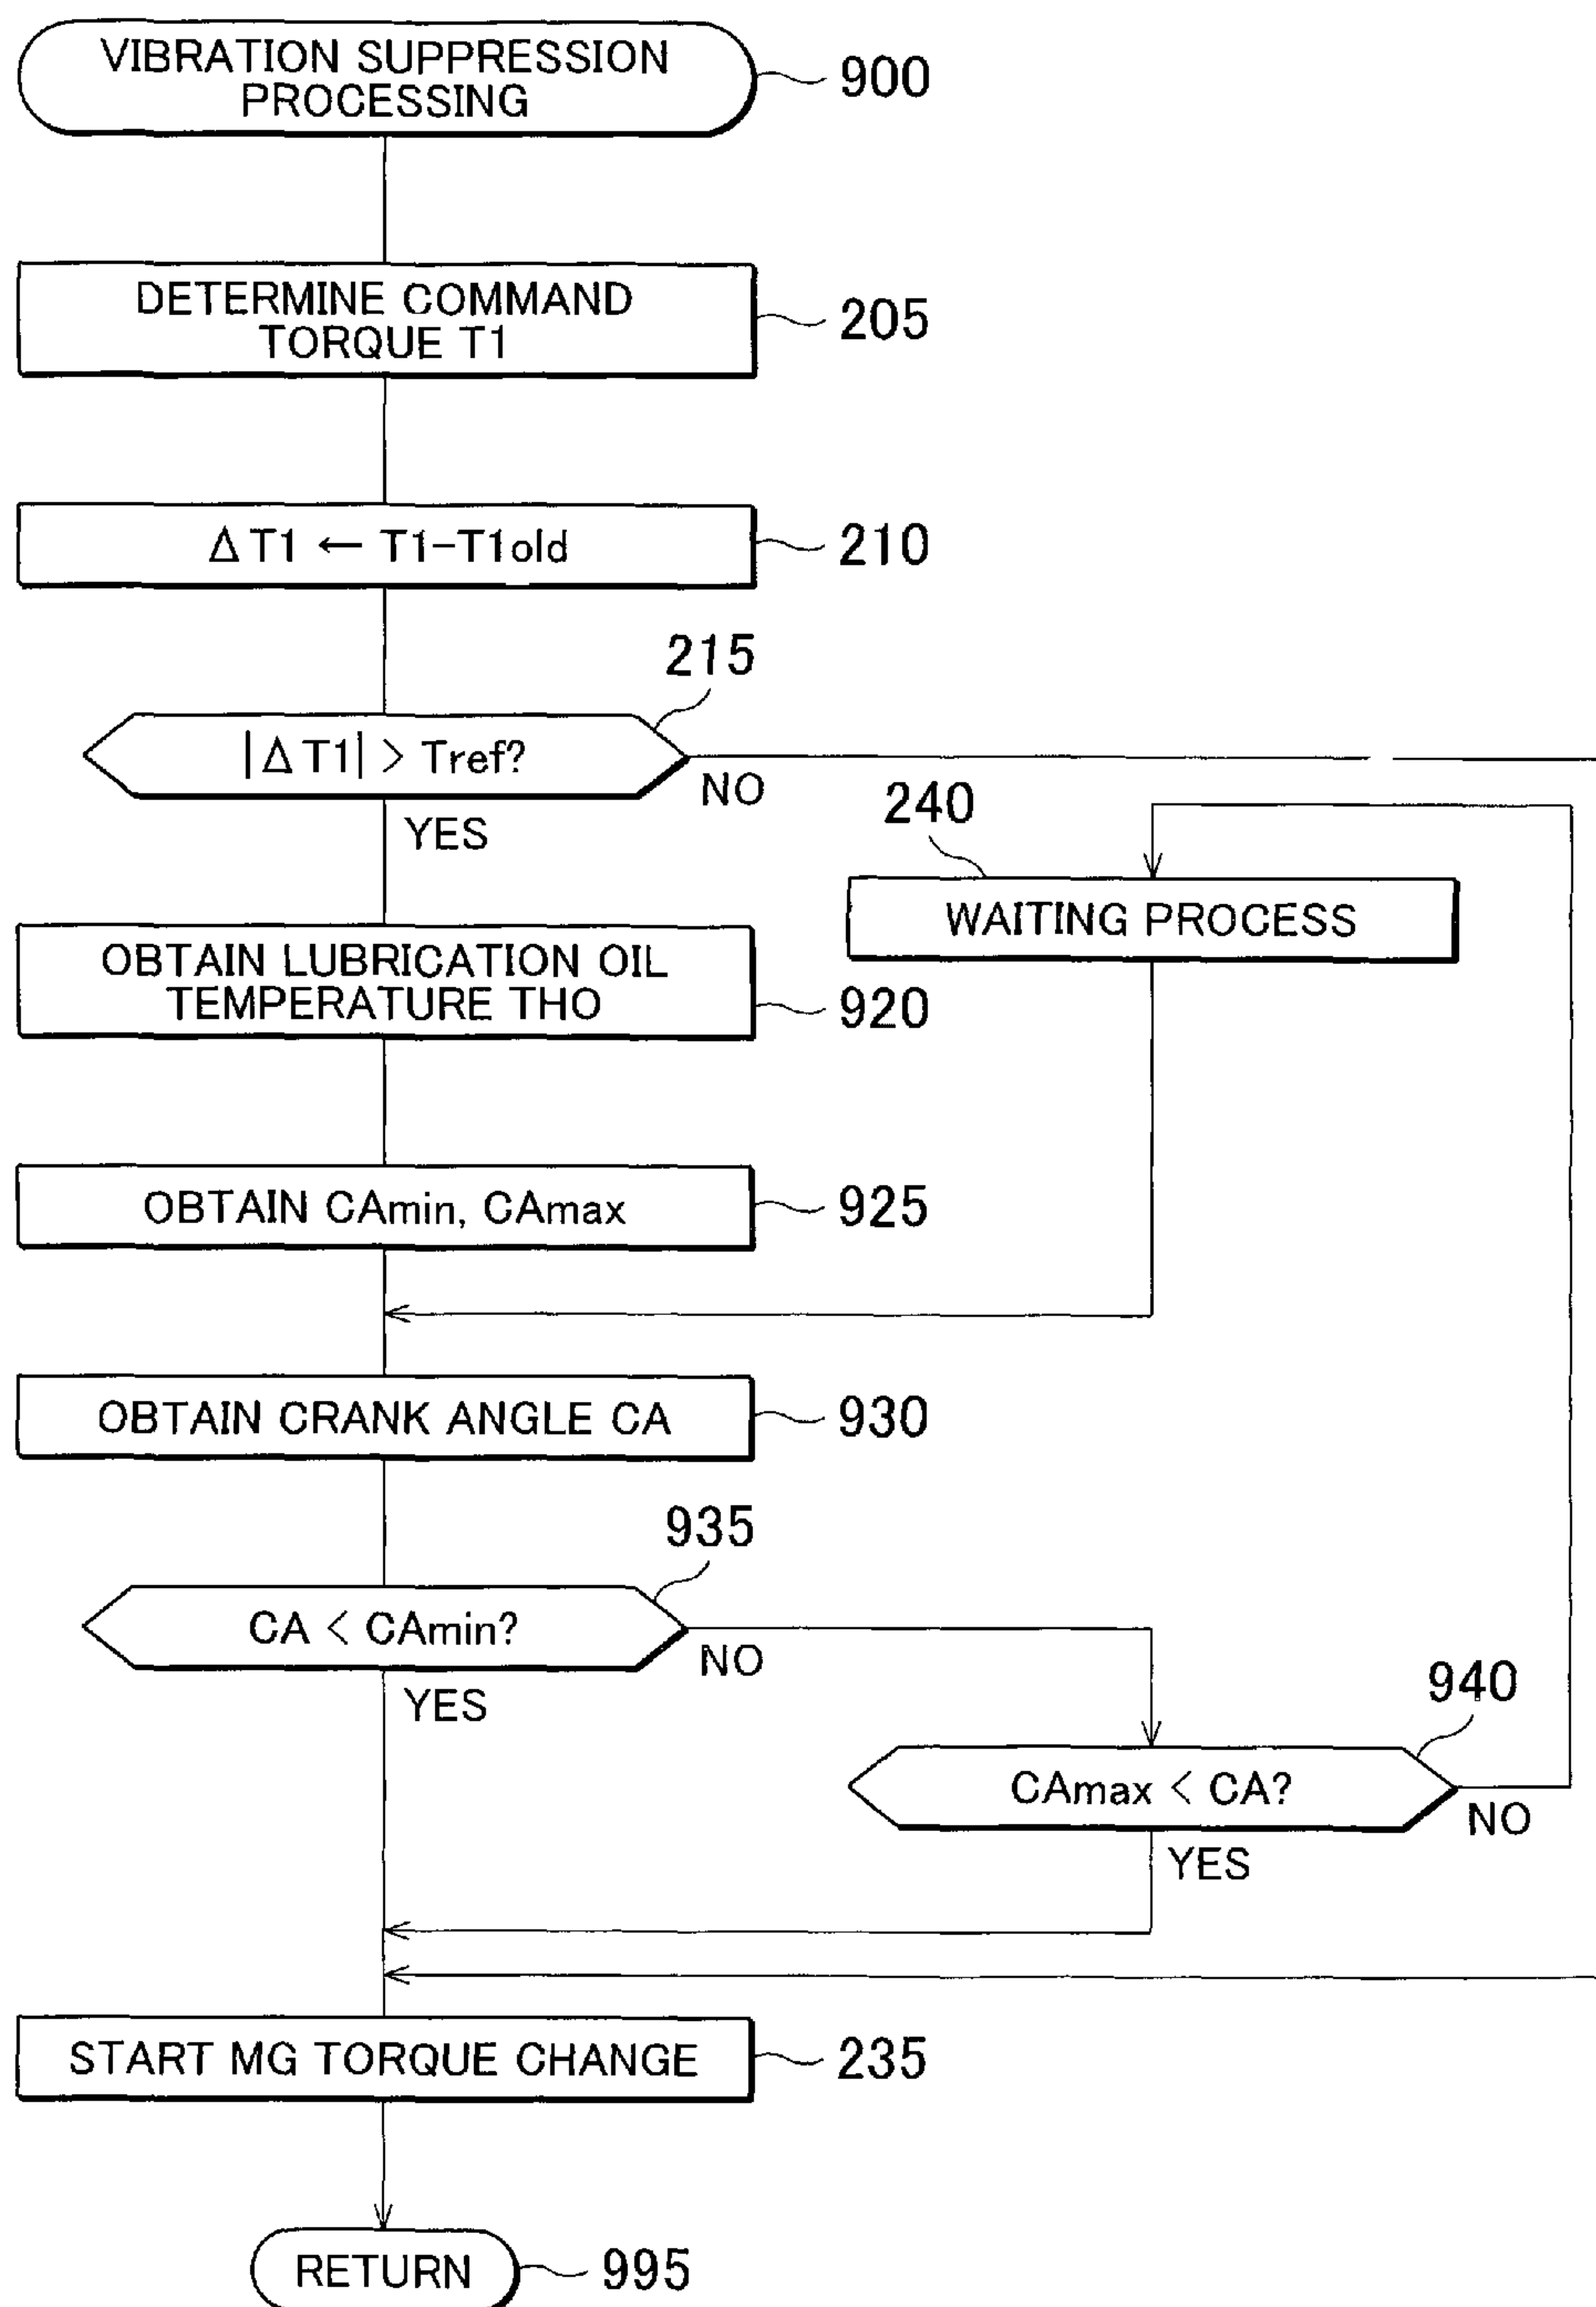 VIBRATION SUPPRESSION
PROCESSING
900
DETERMINE COMMAND
TORQUE T1
205
ΔT1 ← T1-T1old
210
215
|ΔT1| > Tref?
NO
YES
240
WAITING PROCESS
OBTAIN LUBRICATION OIL
TEMPERATURE THO
920
OBTAIN CAmin, CAmax
925
OBTAIN CRANK ANGLE CA
930
935
CA < CAmin?
NO
YES
940
CAmax < CA?
NO
YES
START MG TORQUE CHANGE
235
RETURN
995